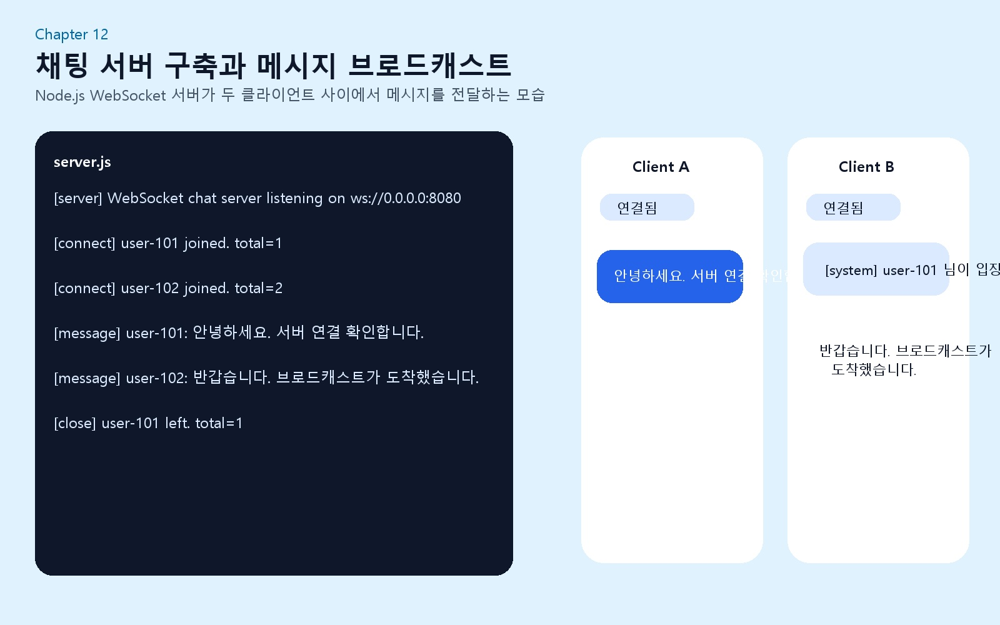 Chapter 12
채팅 서버 구축과 메시지 브로드캐스트
Node.js WebSocket 서버가 두 클라이언트 사이에서 메시지를 전달하는 모습
server.js
[server] WebSocket chat server listening on ws://0.0.0.0:8080
[connect] user-101 joined. total=1
[connect] user-102 joined. total=2
[message] user-101: 안녕하세요. 서버 연결 확인합니다.
[message] user-102: 반갑습니다. 브로드캐스트가 도착했습니다.
[close] user-101 left. total=1
Client A
연결됨
안녕하세요. 서버 연결
Client B
연결됨
[system] user-101 님이 입장
반갑습니다. 브로드캐스트가
도착했습니다.